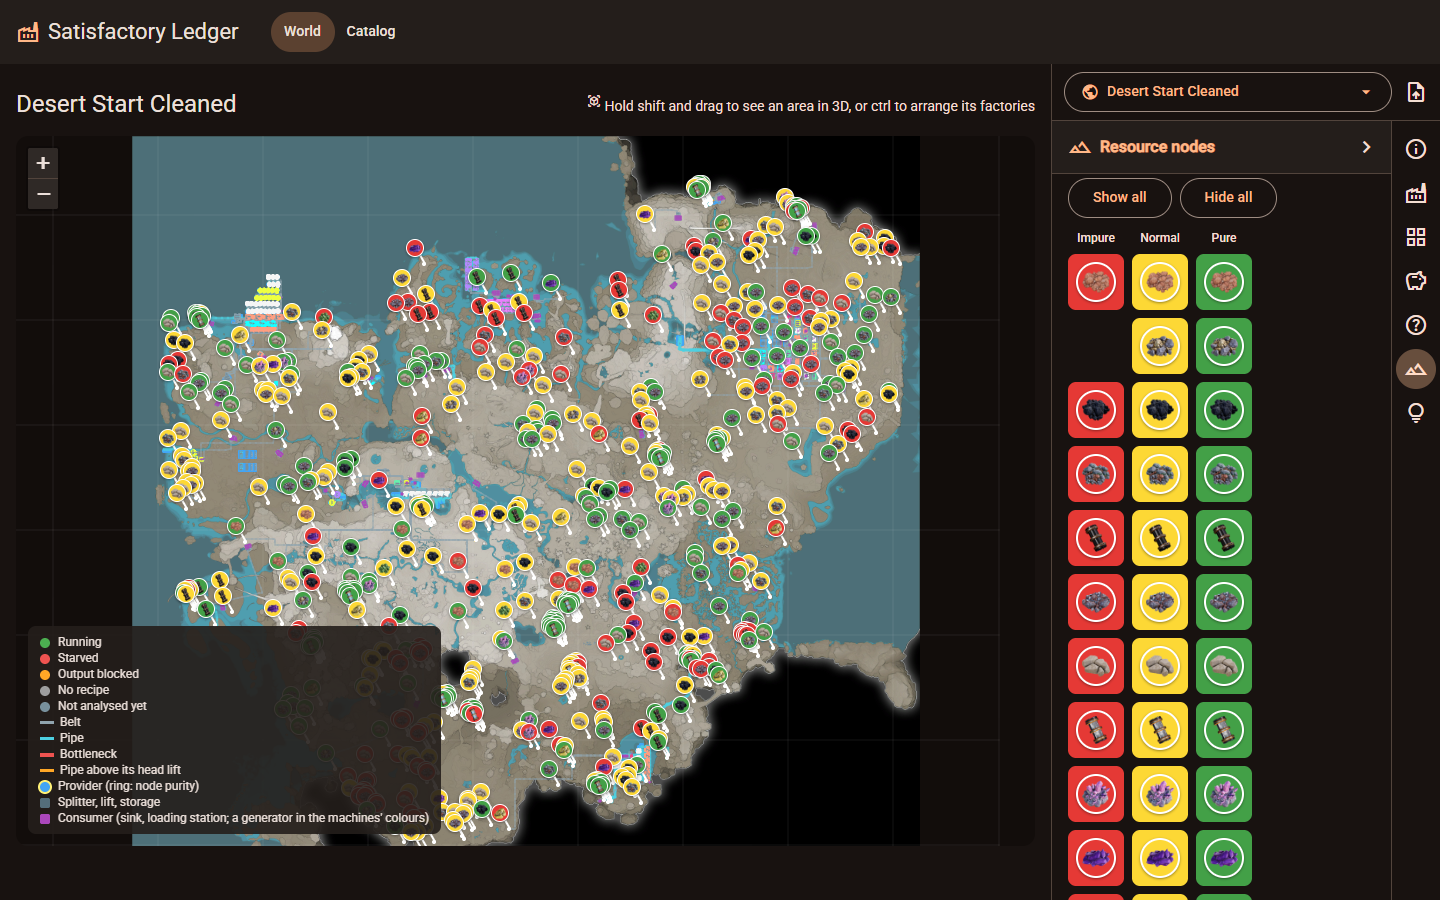 Satisfactory Ledger
World
Catalog
Desert Start Cleaned
Hold shift and drag to see an area in 3D, or ctrl to arrange its factories
Desert Start Cleaned
Resource nodes
Show all
Hide all
Impure
Normal
Pure
+
−
Running
Starved
Output blocked
No recipe
Not analysed yet
Belt
Pipe
Bottleneck
Pipe above its head lift
Provider (ring: node purity)
Splitter, lift, storage
Consumer (sink, loading station; a generator in the machines' colours)